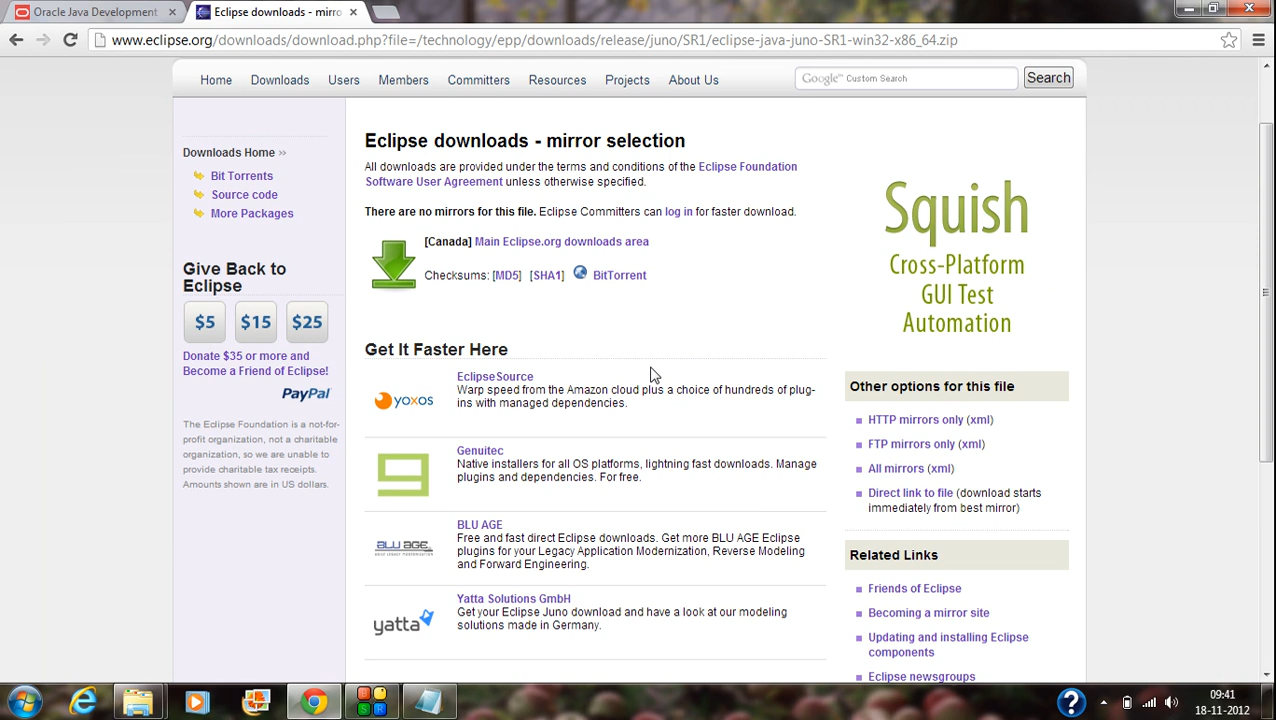 Oracle Java Development
Eclipse downloads - mirro
www.eclipse.org/downloads/download.php?file=/technology/epp/downloads/release/juno/SR1/eclipse-java-juno-SR1-win32-x86_64.zip
Home Downloads Users Members Committers Resources Projects About Us Google™ Custom Search Search
Downloads Home »
Bit Torrents
Source code
More Packages
Give Back to
Eclipse
$5 $15 $25
Donate $35 or more and
Become a Friend of Eclipse!
PayPal
The Eclipse Foundation is a not-for-
profit organization, not a charitable
organization, so we are unable to
provide charitable tax receipts.
Amounts shown are in US dollars.
Eclipse downloads - mirror selection
All downloads are provided under the terms and conditions of the Eclipse Foundation
Software User Agreement unless otherwise specified.
There are no mirrors for this file. Eclipse Committers can log in for faster download.
[Canada] Main Eclipse.org downloads area
Checksums: [MD5] [SHA1] BitTorrent
Get It Faster Here
yoxos
EclipseSource
Warp speed from the Amazon cloud plus a choice of hundreds of plug-
ins with managed dependencies.
Genuitec
Native installers for all OS platforms, lightning fast downloads. Manage
plugins and dependencies. For free.
BLU AGE
BLU AGE
Free and fast direct Eclipse downloads. Get more BLU AGE Eclipse
plugins for your Legacy Application Modernization, Reverse Modeling
and Forward Engineering.
yatta
Yatta Solutions GmbH
Get your Eclipse Juno download and have a look at our modeling
solutions made in Germany.
Squish
Cross-Platform
GUI Test
Automation
Other options for this file
HTTP mirrors only (xml)
FTP mirrors only (xml)
All mirrors (xml)
Direct link to file (download starts
immediately from best mirror)
Related Links
Friends of Eclipse
Becoming a mirror site
Updating and installing Eclipse
components
Eclipse newsgroups
09:41
18-11-2012